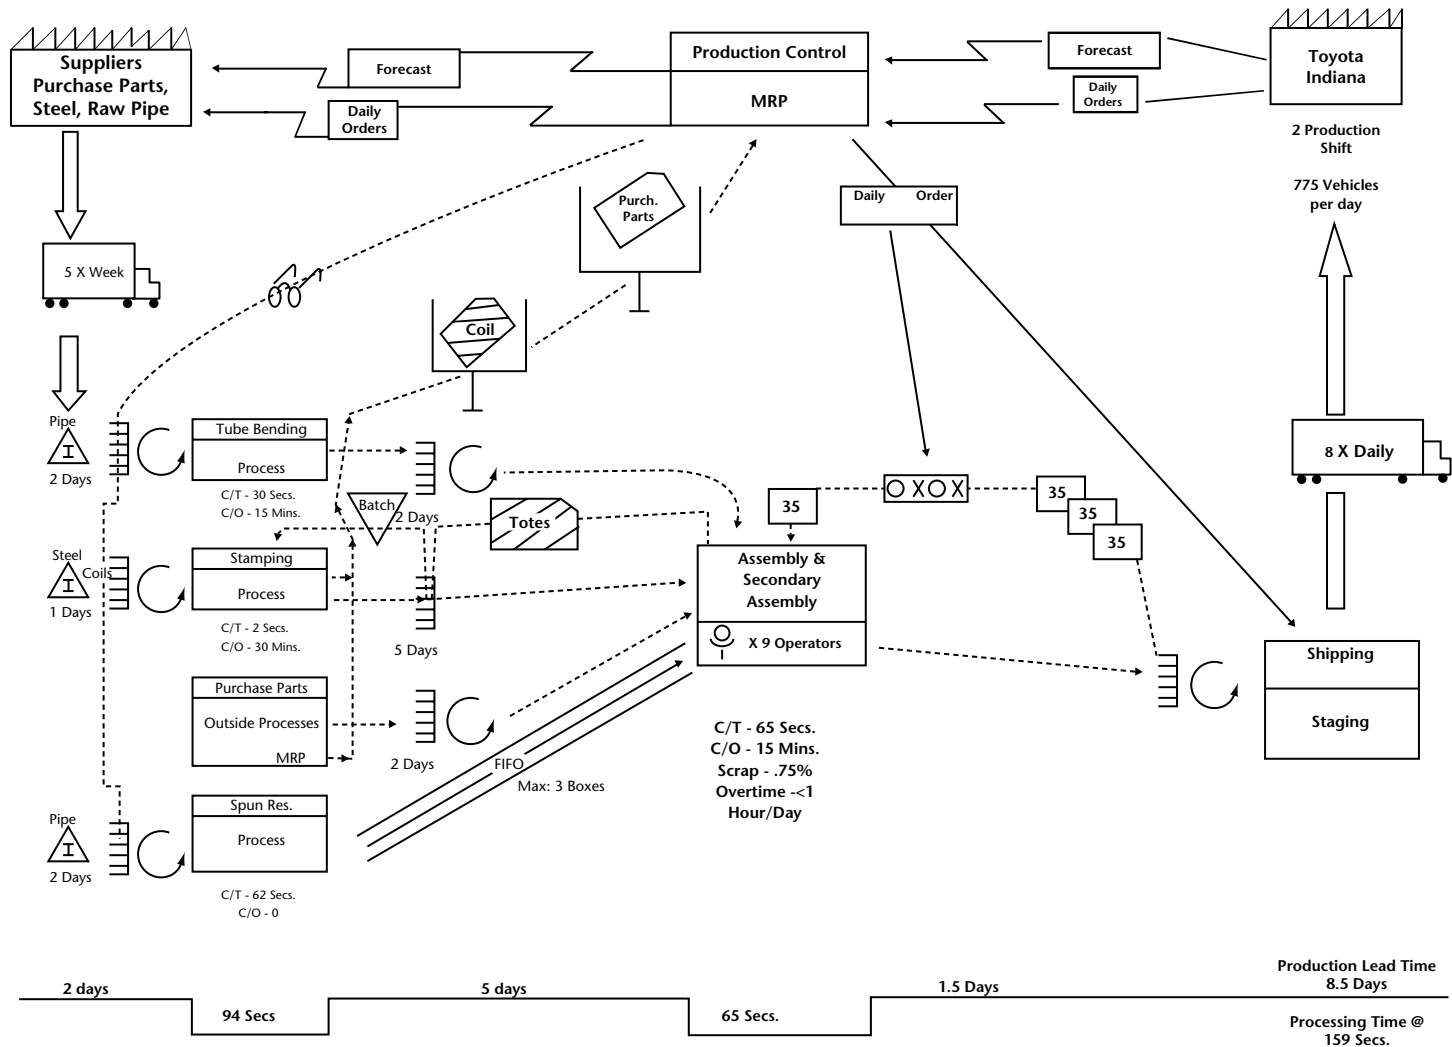 Suppliers
Purchase Parts,
Steel, Raw Pipe
Forecast
Daily
Orders
Production Control
MRP
Forecast
Daily
Orders
Toyota
Indiana
2 Production
Shift
775 Vehicles
per day
Purch.
Parts
Daily Order
5 X Week
Coil
8 X Daily
Pipe
I
2 Days
Tube Bending
Process
C/T - 30 Secs.
C/O - 15 Mins.
Batch
2 Days
Totes
35
O X O X
35
35
35
Steel
Coils
I
1 Days
Stamping
Process
C/T - 2 Secs.
C/O - 30 Mins.
5 Days
Assembly &
Secondary
Assembly
X 9 Operators
C/T - 65 Secs.
C/O - 15 Mins.
Scrap - .75%
Overtime -<1
Hour/Day
Shipping
Staging
Purchase Parts
Outside Processes
MRP
2 Days
FIFO
Max: 3 Boxes
Pipe
I
2 Days
Spun Res.
Process
C/T - 62 Secs.
C/O - 0
2 days
94 Secs
5 days
65 Secs.
1.5 Days
Production Lead Time
8.5 Days
Processing Time @
159 Secs.